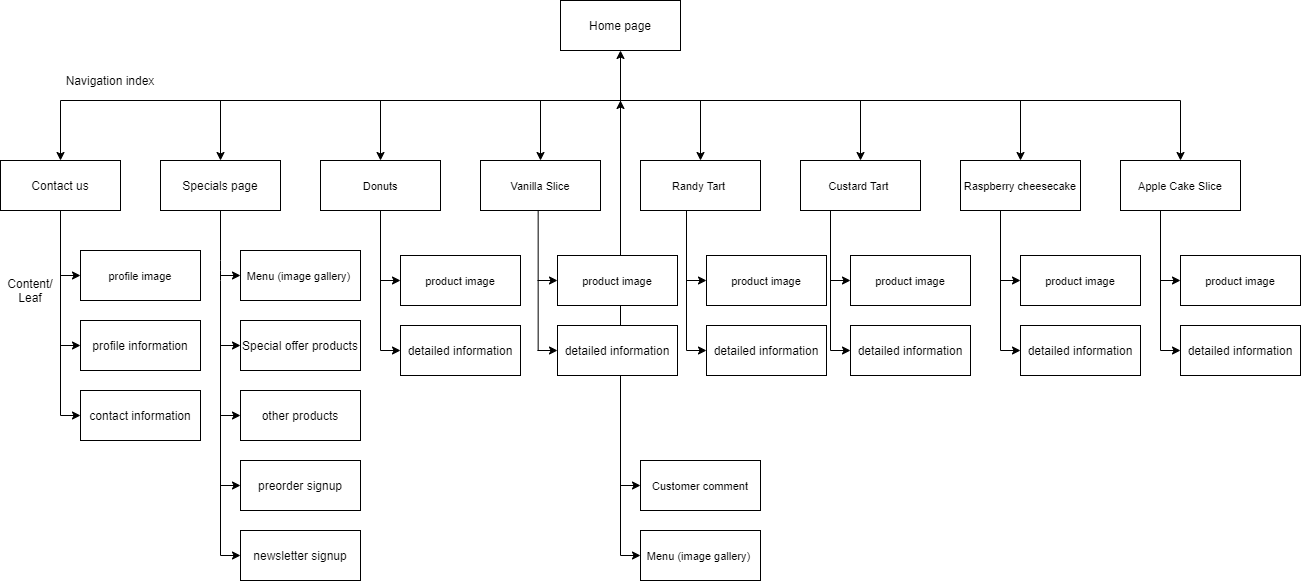 Home page
Navigation index
Contact us
Specials page
Donuts
Vanilla Slice
Randy Tart
Custard Tart
Raspberry cheesecake
Apple Cake Slice
Content/
Leaf
profile image
Menu (image gallery)
product image
product image
product image
product image
product image
product image
profile information
Special offer products
detailed information
detailed information
detailed information
detailed information
detailed information
detailed information
contact information
other products
preorder signup
Customer comment
newsletter signup
Menu (image gallery)